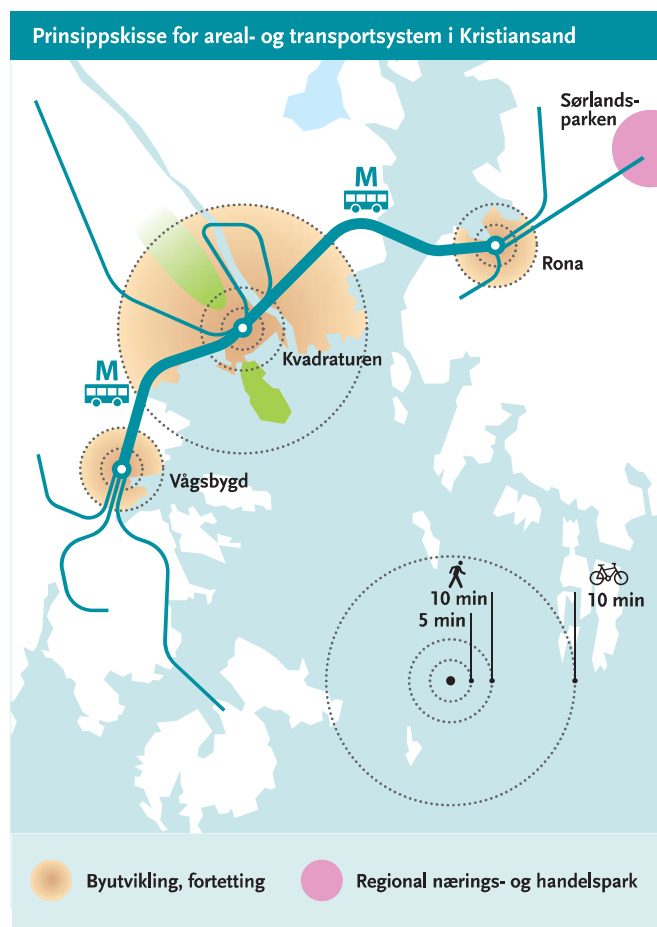 Prinsippskisse for areal- og transportsystem i Kristiansand
Sørlands-
parken
M
Rona
Kvadraturen
M
Vågsbygd
10 min
5 min
10 min
Byutvikling, fortetting
Regional nærings- og handelspark